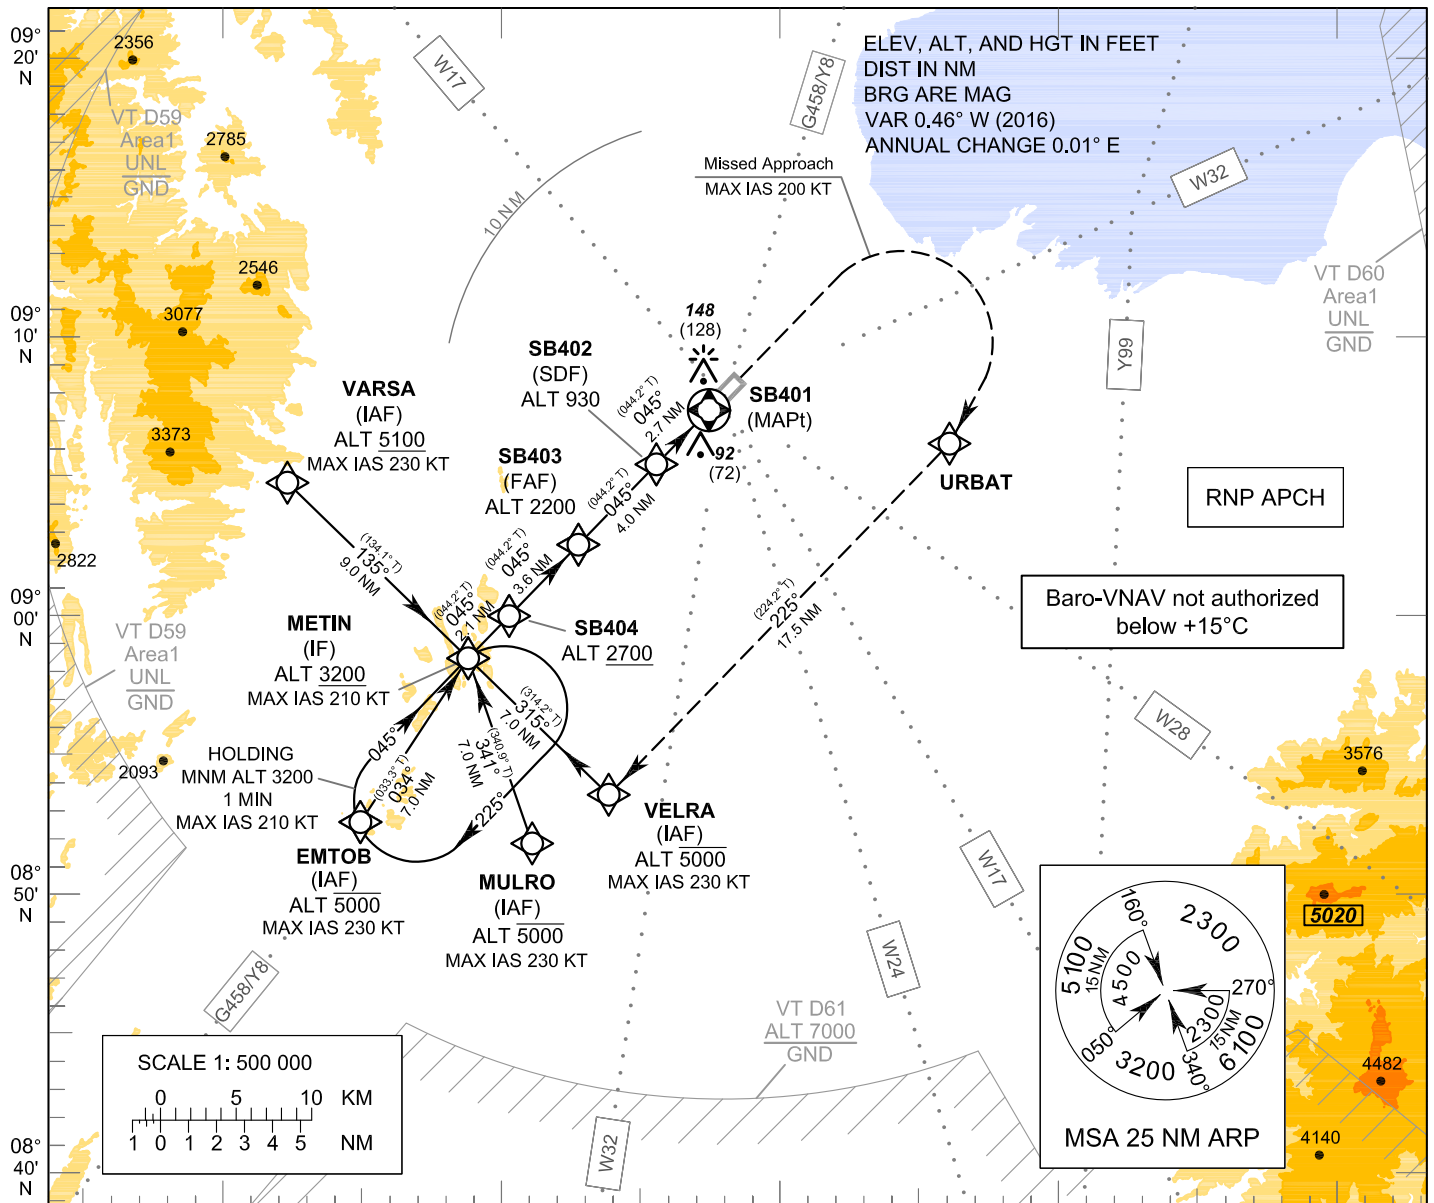 09°
20'
N
2356
VT D59
Area1
UNL
GND
2785
W17
G458/Y8
ELEV, ALT, AND HGT IN FEET
DIST IN NM
BRG ARE MAG
VAR 0.46° W (2016)
ANNUAL CHANGE 0.01° E
Missed Approach
MAX IAS 200 KT
W32
10 NM
2546
3077
09°
10'
N
VT D60
Area1
UNL
GND
Y99
148
(128)
SB402
(SDF)
ALT 930
(044.2° T)
045°
2.7 NM
SB401
(MAPt)
92
(72)
VARSA
(IAF)
ALT 5100
MAX IAS 230 KT
3373
SB403
(FAF)
ALT 2200
(044.2° T)
045°
4.0 NM
URBAT
RNP APCH
2822
(134.1° T)
135°
9.0 NM
(044.2° T)
045°
3.6 NM
Baro-VNAV not authorized
below +15°C
09°
00'
N
(044.2° T)
045°
2.1 NM
SB404
ALT 2700
(224.2° T)
225°
17.5 NM
VT D59
Area1
UNL
GND
METIN
(IF)
ALT 3200
MAX IAS 210 KT
(314.2° T)
315°
7.0 NM
(340.9° T)
341°
7.0 NM
W28
045°
2093
HOLDING
MNM ALT 3200
1 MIN
MAX IAS 210 KT
(033.3° T)
034°
7.0 NM
225°
3576
VELRA
(IAF)
ALT 5000
MAX IAS 230 KT
EMTOB
(IAF)
ALT 5000
MAX IAS 230 KT
MULRO
(IAF)
ALT 5000
MAX IAS 230 KT
W17
08°
50'
N
5020
G458/Y8
W24
160°
2300
5100
15 NM
4500
270°
2300
15 NM
6100
050°
3200
340°
MSA 25 NM ARP
VT D61
ALT 7000
GND
4482
SCALE 1: 500 000
0 5 10 KM
1 0 1 2 3 4 5 NM
W32
4140
08°
40'
N